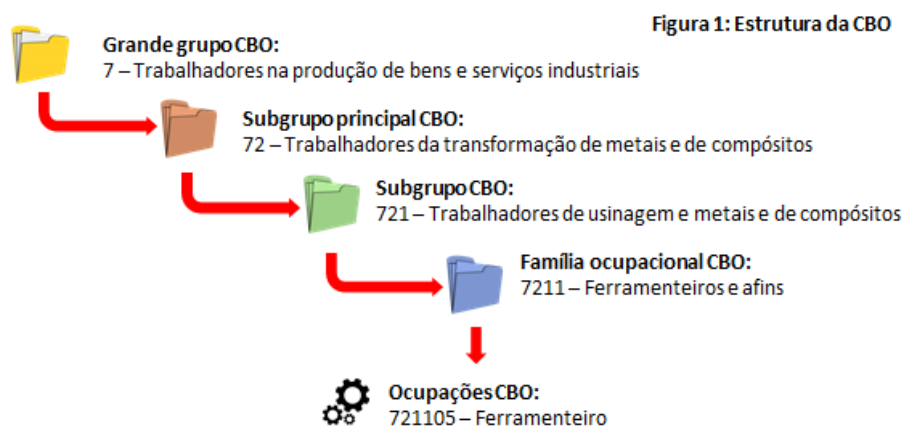 Figura 1: Estrutura da CBO
Grande grupo CBO:
7 – Trabalhadores na produção de bens e serviços industriais
Subgrupo principal CBO:
72 – Trabalhadores da transformação de metais e de compósitos
Subgrupo CBO:
721 – Trabalhadores de usinagem e metais e de compósitos
Família ocupacional CBO:
7211 – Ferramenteiros e afins
Ocupações CBO:
721105 – Ferramenteiro